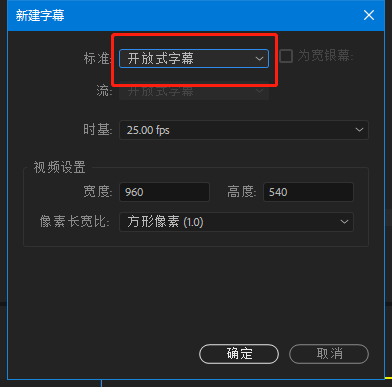 新建字幕
标准: 开放式字幕 为宽银幕
流: 开放式字幕
时基: 25.00 fps
视频设置
宽度: 960 高度: 540
像素长宽比: 方形像素 (1.0)
确定 取消